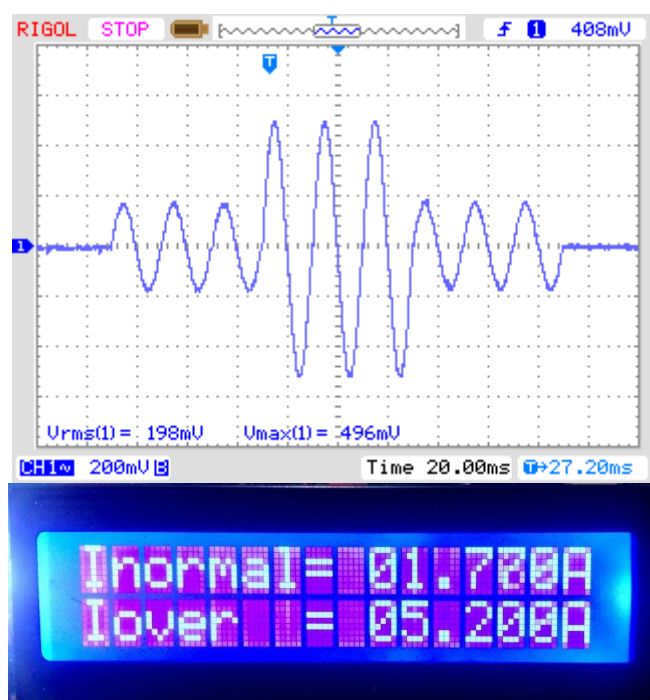 RIGOL STOP T f 1 408mV
T
1
Vrms(1)= 198mV Vmax(1)= 496mV
CH1~ 200mV B Time 20.00ms T→27.20ms
Inormal= 01.700A
Iover = 05.200A